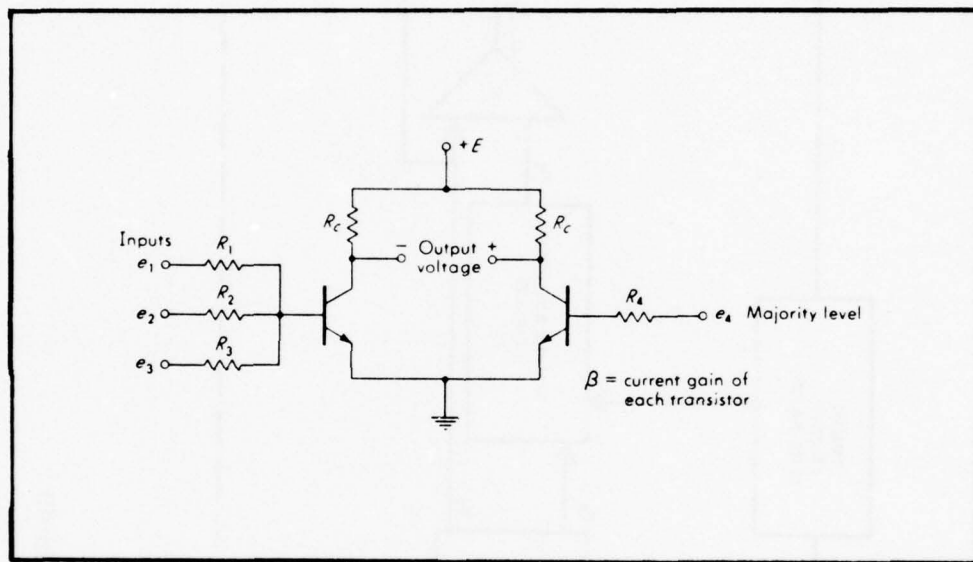 +E
R_C
R_C
Inputs
R_1
e_1
− Output +
voltage
R_2
e_2
R_4
e_4 Majority level
R_3
e_3
β = current gain of
each transistor